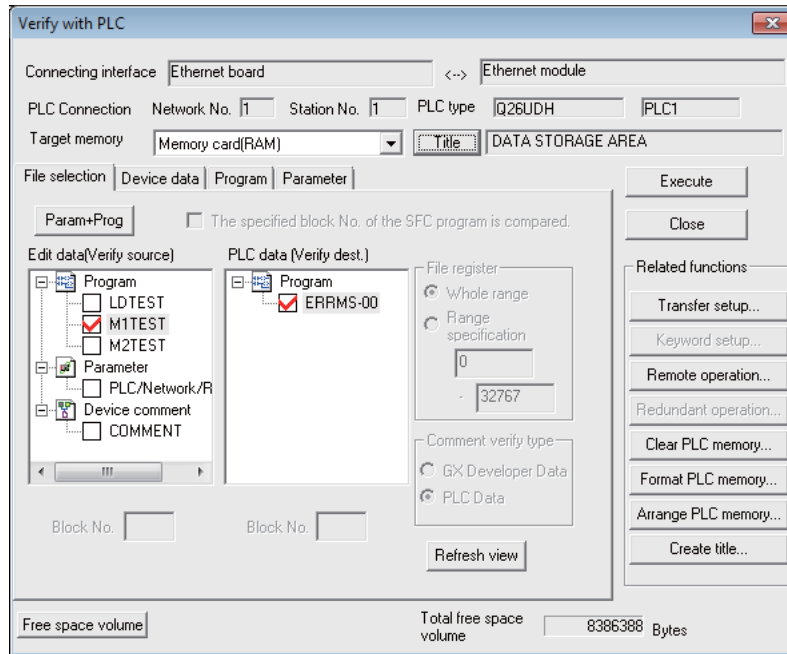 Verify with PLC
Connecting interface Ethernet board <--> Ethernet module
PLC Connection Network No. 1 Station No. 1 PLC type Q26UDH PLC1
Target memory Memory card(RAM) Title DATA STORAGE AREA
File selection Device data Program Parameter
Execute
Param+Prog The specified block No. of the SFC program is compared.
Close
Edit data(Verify source) PLC data (Verify dest.)
Program
LDTEST
M1TEST
M2TEST
Parameter
PLC/Network/R
Device comment
COMMENT
Program
ERRMS-00
File register
Whole range
Range
specification
0
- 32767
Comment verify type
GX Developer Data
PLC Data
Block No. Block No.
Refresh view
Related functions
Transfer setup...
Keyword setup...
Remote operation...
Redundant operation...
Clear PLC memory...
Format PLC memory...
Arrange PLC memory...
Create title...
Free space volume
Total free space
volume 8386388 Bytes